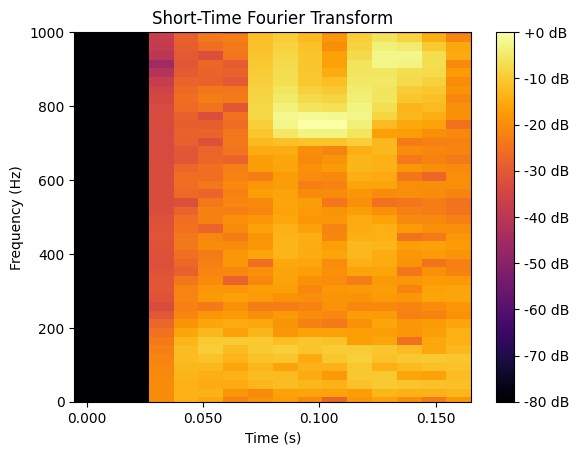 Short-Time Fourier Transform
1000
800
600
400
200
0
Frequency (Hz)
0.000
0.050
0.100
0.150
Time (s)
+0 dB
-10 dB
-20 dB
-30 dB
-40 dB
-50 dB
-60 dB
-70 dB
-80 dB